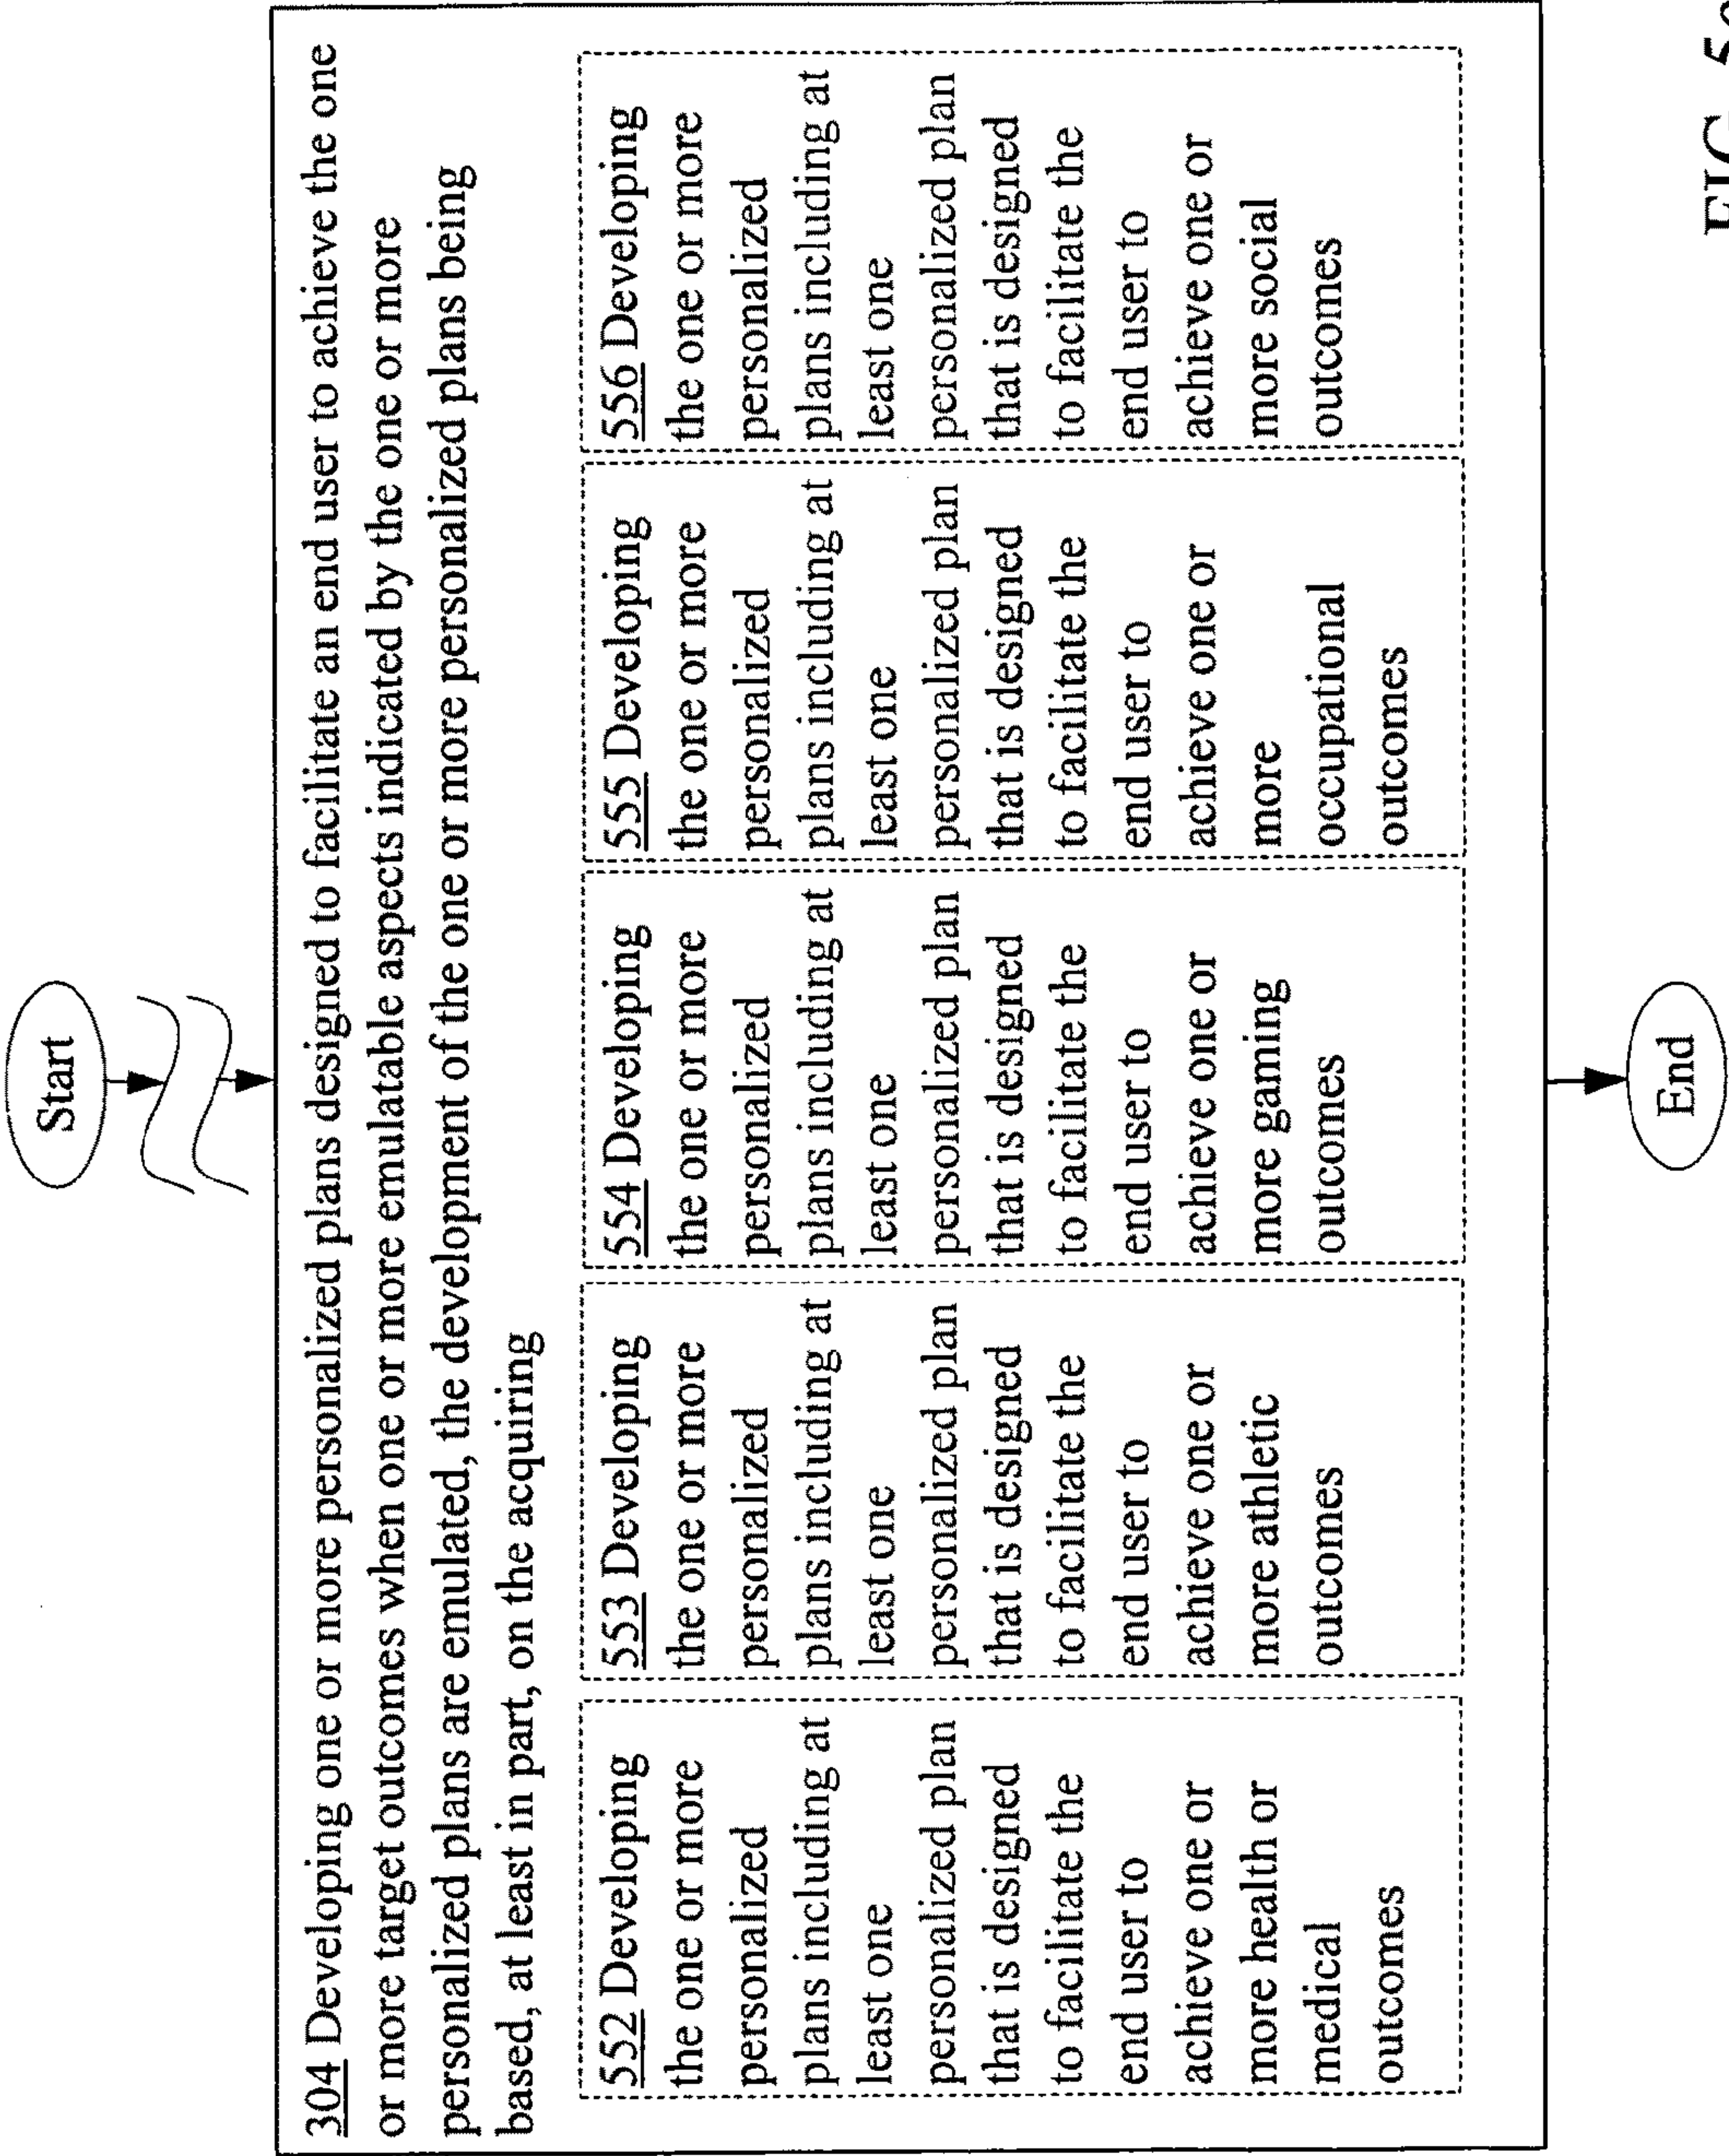 Start
304 Developing one or more personalized plans designed to facilitate an end user to achieve the one
or more target outcomes when one or more emulatable aspects indicated by the one or more
personalized plans are emulated, the development of the one or more personalized plans being
based, at least in part, on the acquiring
552 Developing
the one or more
personalized
plans including at
least one
personalized plan
that is designed
to facilitate the
end user to
achieve one or
more health or
medical
outcomes
553 Developing
the one or more
personalized
plans including at
least one
personalized plan
that is designed
to facilitate the
end user to
achieve one or
more athletic
outcomes
554 Developing
the one or more
personalized
plans including at
least one
personalized plan
that is designed
to facilitate the
end user to
achieve one or
more gaming
outcomes
555 Developing
the one or more
personalized
plans including at
least one
personalized plan
that is designed
to facilitate the
end user to
achieve one or
more
occupational
outcomes
556 Developing
the one or more
personalized
plans including at
least one
personalized plan
that is designed
to facilitate the
end user to
achieve one or
more social
outcomes
End
FIG.